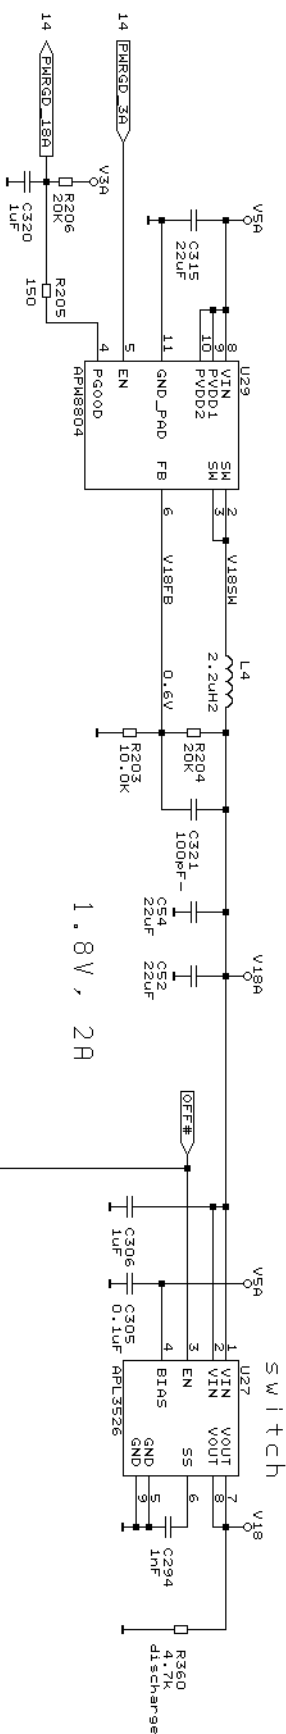 14
PWRGD_18A
14
PWRGD_3A
V3A
R206
20K
C320
1uF
R205
150
V5A
C315
22uF
U29
8
9
10
11
5
4
VIN
PVDD1
PVDD2
GND_PAD
EN
PGOOD
SW
SW
FB
APW8804
2
3
6
V18SW
V18FB
L4
2.2uH2
0.6V
R204
20K
R203
10.0K
C321
100pF-
C54
22uF
C52
22uF
V18A
1.8V, 2A
OFF#
C306
1uF
V5A
C305
0.1uF
switch
U27
1
2
3
4
VIN
VIN
EN
BIAS
VOUT
VOUT
SS
GND
GND
APL3526
7
8
6
5
9
V18
C294
1nF
R360
4.7k
discharge